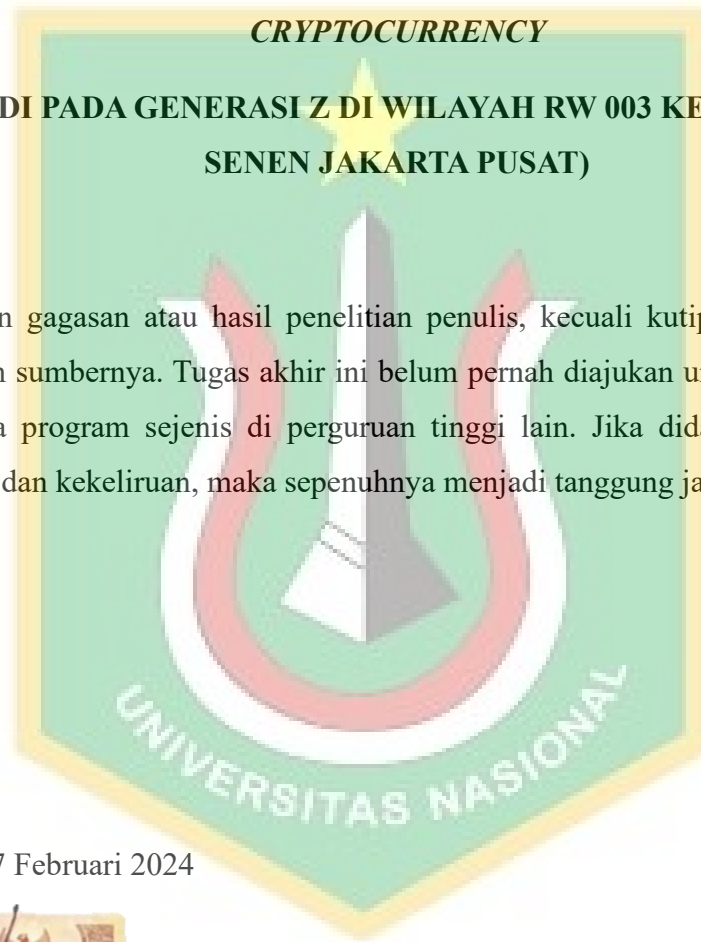 CRYPTOCURRENCY
DI PADA GENERASI Z DI WILAYAH RW 003 KE
SENEN JAKARTA PUSAT)
n gagasan atau hasil penelitian penulis, kecuali kutip
n sumbernya. Tugas akhir ini belum pernah diajukan u
a program sejenis di perguruan tinggi lain. Jika did
dan kekeliruan, maka sepenuhnya menjadi tanggung ja
UNIVERSITAS NASIONAL
7 Februari 2024